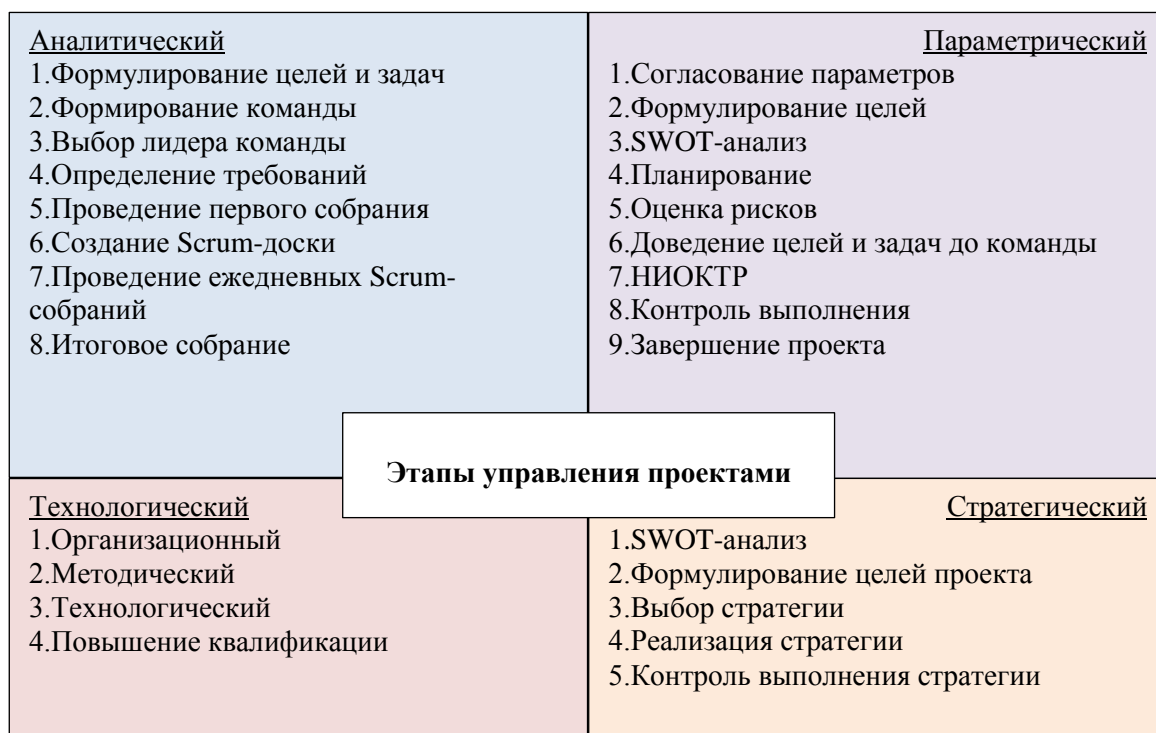 Аналитический
1.Формулирование целей и задач
2.Формирование команды
3.Выбор лидера команды
4.Определение требований
5.Проведение первого собрания
6.Создание Scrum-доски
7.Проведение ежедневных Scrum-
собраний
8.Итоговое собрание
Параметрический
1.Согласование параметров
2.Формулирование целей
3.SWOT-анализ
4.Планирование
5.Оценка рисков
6.Доведение целей и задач до команды
7.НИОКТР
8.Контроль выполнения
9.Завершение проекта
Этапы управления проектами
Технологический
1.Организационный
2.Методический
3.Технологический
4.Повышение квалификации
Стратегический
1.SWOT-анализ
2.Формулирование целей проекта
3.Выбор стратегии
4.Реализация стратегии
5.Контроль выполнения стратегии